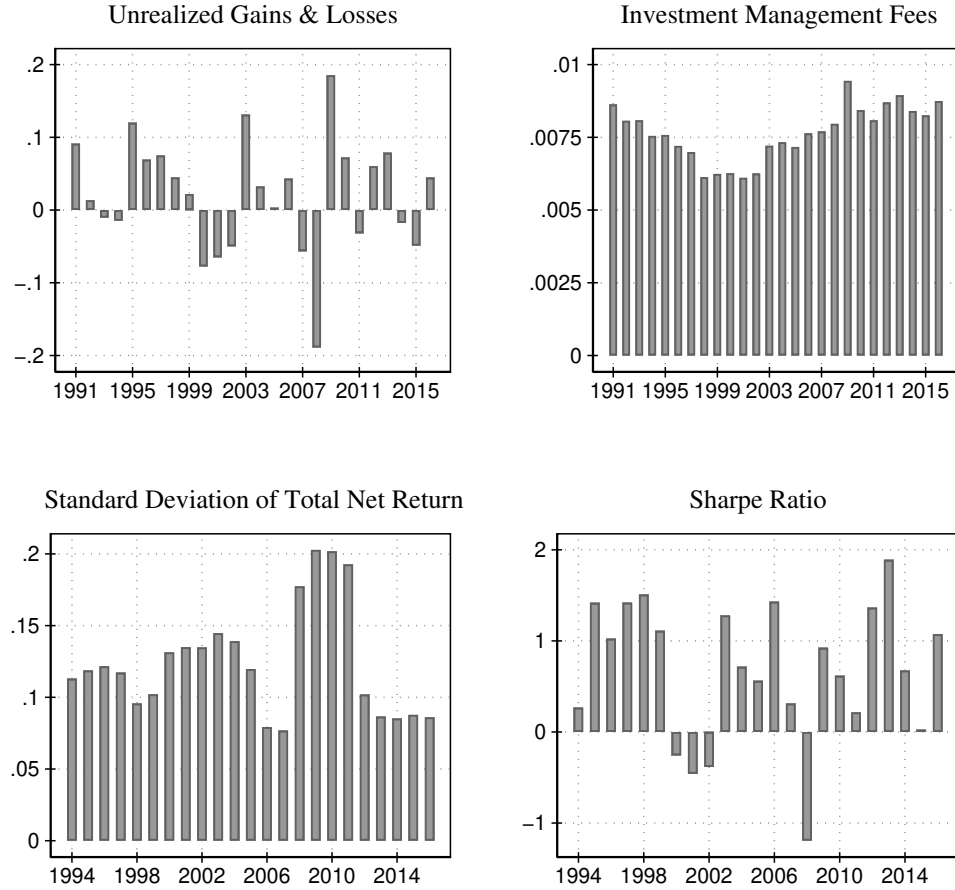 Unrealized Gains & Losses
.2
.1
0
−.1
−.2
1991 1995 1999 2003 2007 2011 2015
Investment Management Fees
.01
.0075
.005
.0025
0
1991 1995 1999 2003 2007 2011 2015
Standard Deviation of Total Net Return
.2
.15
.1
.05
0
1994 1998 2002 2006 2010 2014
Sharpe Ratio
2
1
0
−1
1994 1998 2002 2006 2010 2014